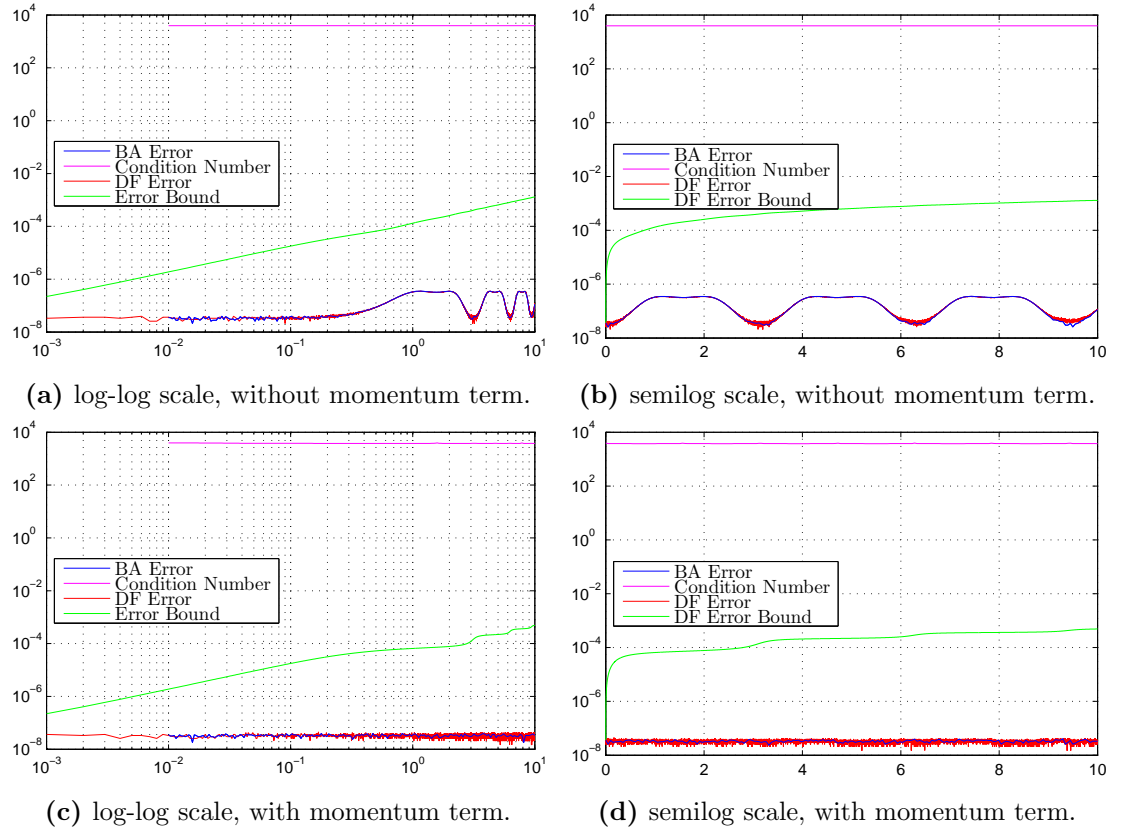 10^4
10^2
10^0
10^−2
10^−4
10^−6
10^−8
10^−3
10^−2
10^−1
10^0
10^1
BA Error
Condition Number
DF Error
Error Bound
(a) log-log scale, without momentum term.
10^4
10^2
10^0
10^−2
10^−4
10^−6
10^−8
0 2 4 6 8 10
BA Error
Condition Number
DF Error
DF Error Bound
(b) semilog scale, without momentum term.
10^4
10^2
10^0
10^−2
10^−4
10^−6
10^−8
10^−3
10^−2
10^−1
10^0
10^1
BA Error
Condition Number
DF Error
Error Bound
(c) log-log scale, with momentum term.
10^4
10^2
10^0
10^−2
10^−4
10^−6
10^−8
0 2 4 6 8 10
BA Error
Condition Number
DF Error
DF Error Bound
(d) semilog scale, with momentum term.